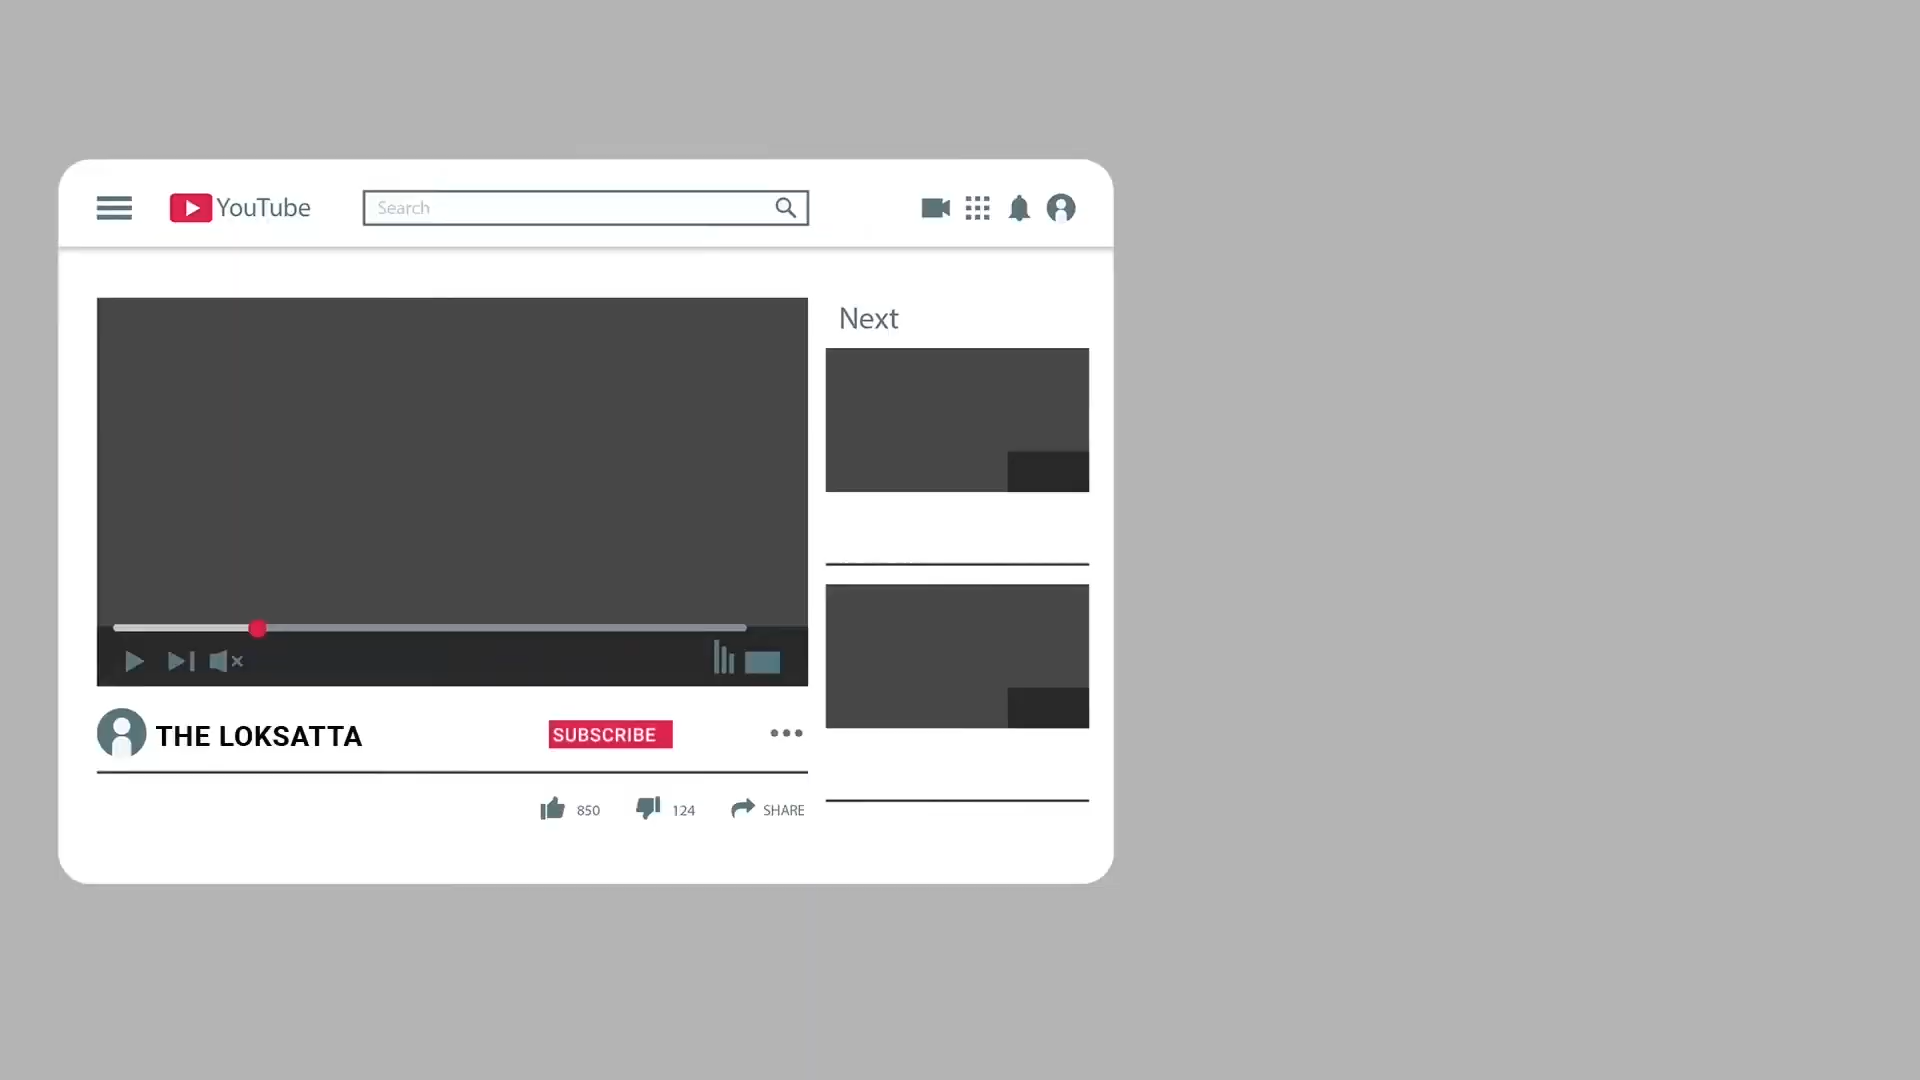 YouTube
Search
Next
THE LOKSATTA
SUBSCRIBE
850
124
SHARE